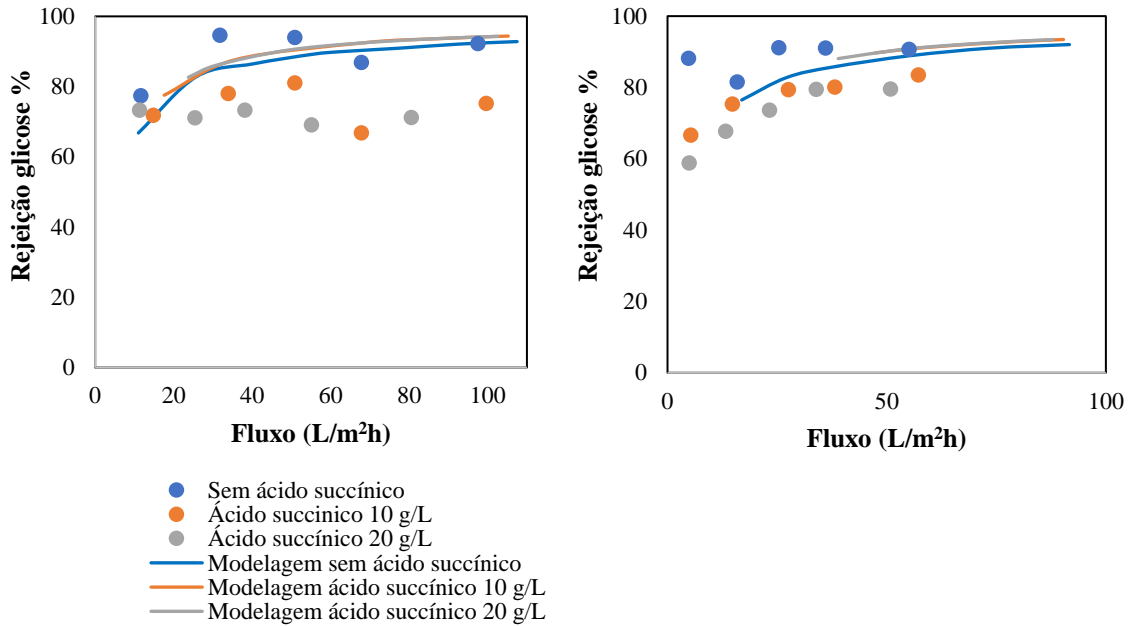 100
80
60
40
20
0
Rejeição glicose %
0 20 40 60 80 100
Fluxo (L/m²h)
100
80
60
40
20
0
Rejeição glicose %
0 50 100
Fluxo (L/m²h)
Sem ácido succínico
Ácido succinico 10 g/L
Ácido succínico 20 g/L
Modelagem sem ácido succínico
Modelagem ácido succínico 10 g/L
Modelagem ácido succínico 20 g/L